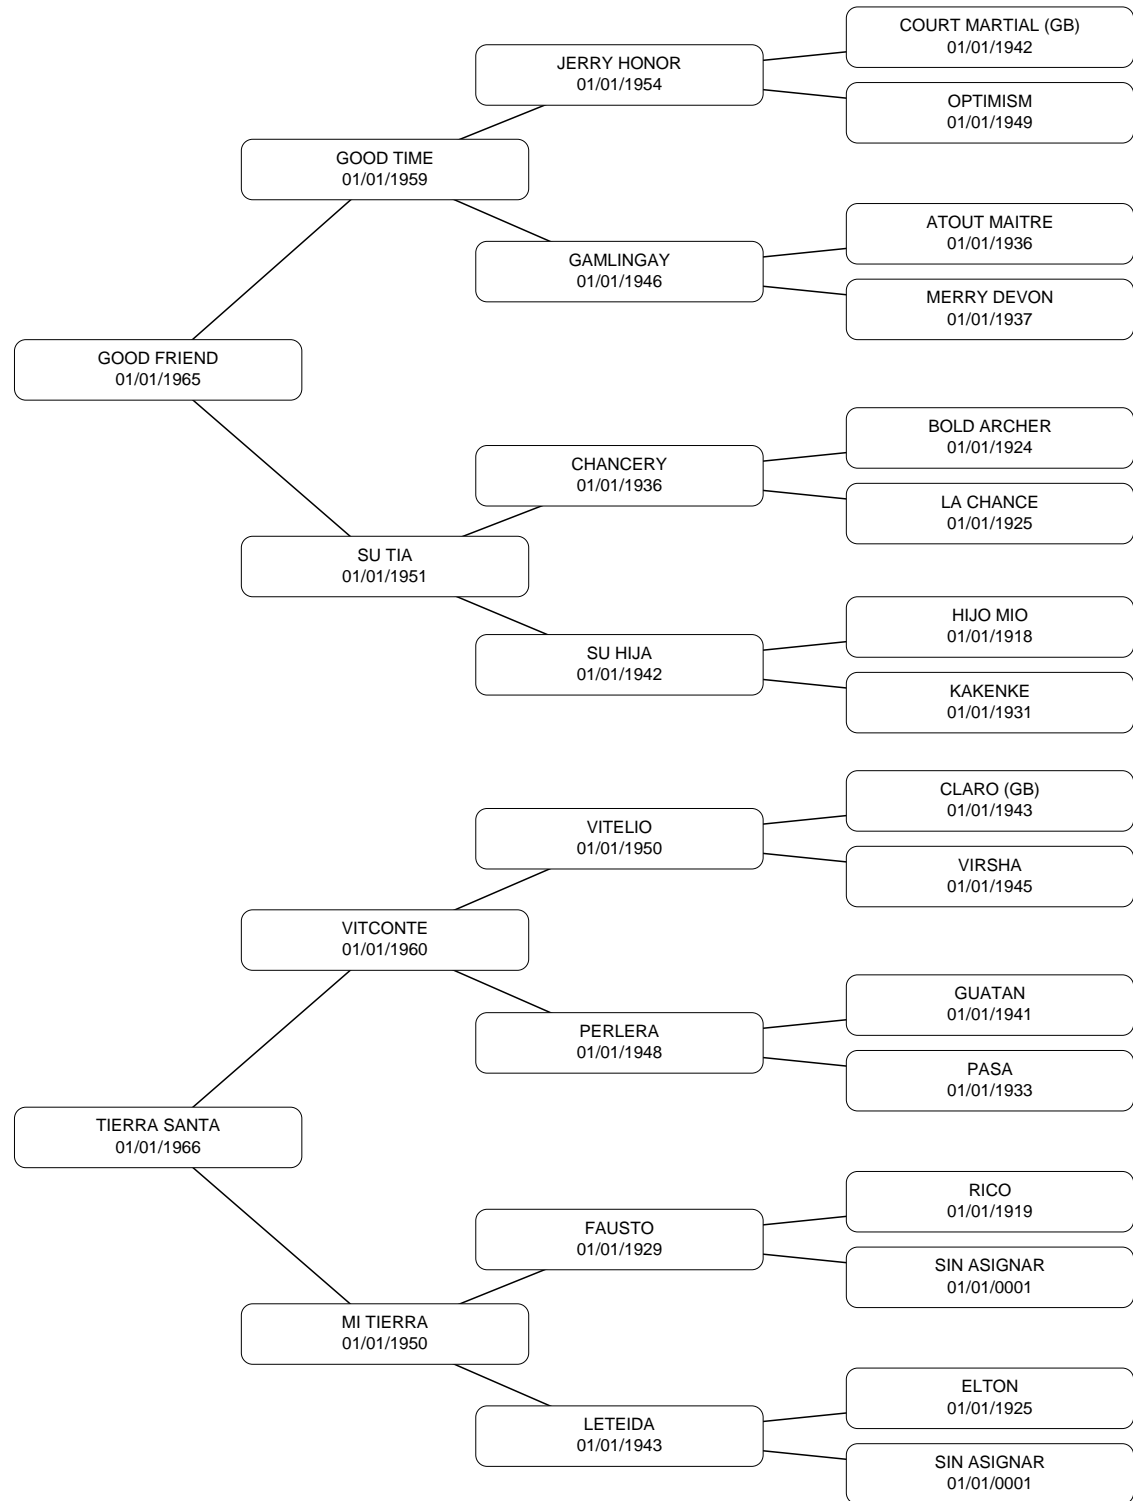 COURT MARTIAL (GB)
01/01/1942
JERRY HONOR
01/01/1954
OPTIMISM
01/01/1949
GOOD TIME
01/01/1959
ATOUT MAITRE
01/01/1936
GAMLINGAY
01/01/1946
MERRY DEVON
01/01/1937
GOOD FRIEND
01/01/1965
BOLD ARCHER
01/01/1924
CHANCERY
01/01/1936
LA CHANCE
01/01/1925
SU TIA
01/01/1951
HIJO MIO
01/01/1918
SU HIJA
01/01/1942
KAKENKE
01/01/1931
CLARO (GB)
01/01/1943
VITELIO
01/01/1950
VIRSHA
01/01/1945
VITCONTE
01/01/1960
GUATAN
01/01/1941
PERLERA
01/01/1948
PASA
01/01/1933
TIERRA SANTA
01/01/1966
RICO
01/01/1919
FAUSTO
01/01/1929
SIN ASIGNAR
01/01/0001
MI TIERRA
01/01/1950
ELTON
01/01/1925
LETEIDA
01/01/1943
SIN ASIGNAR
01/01/0001